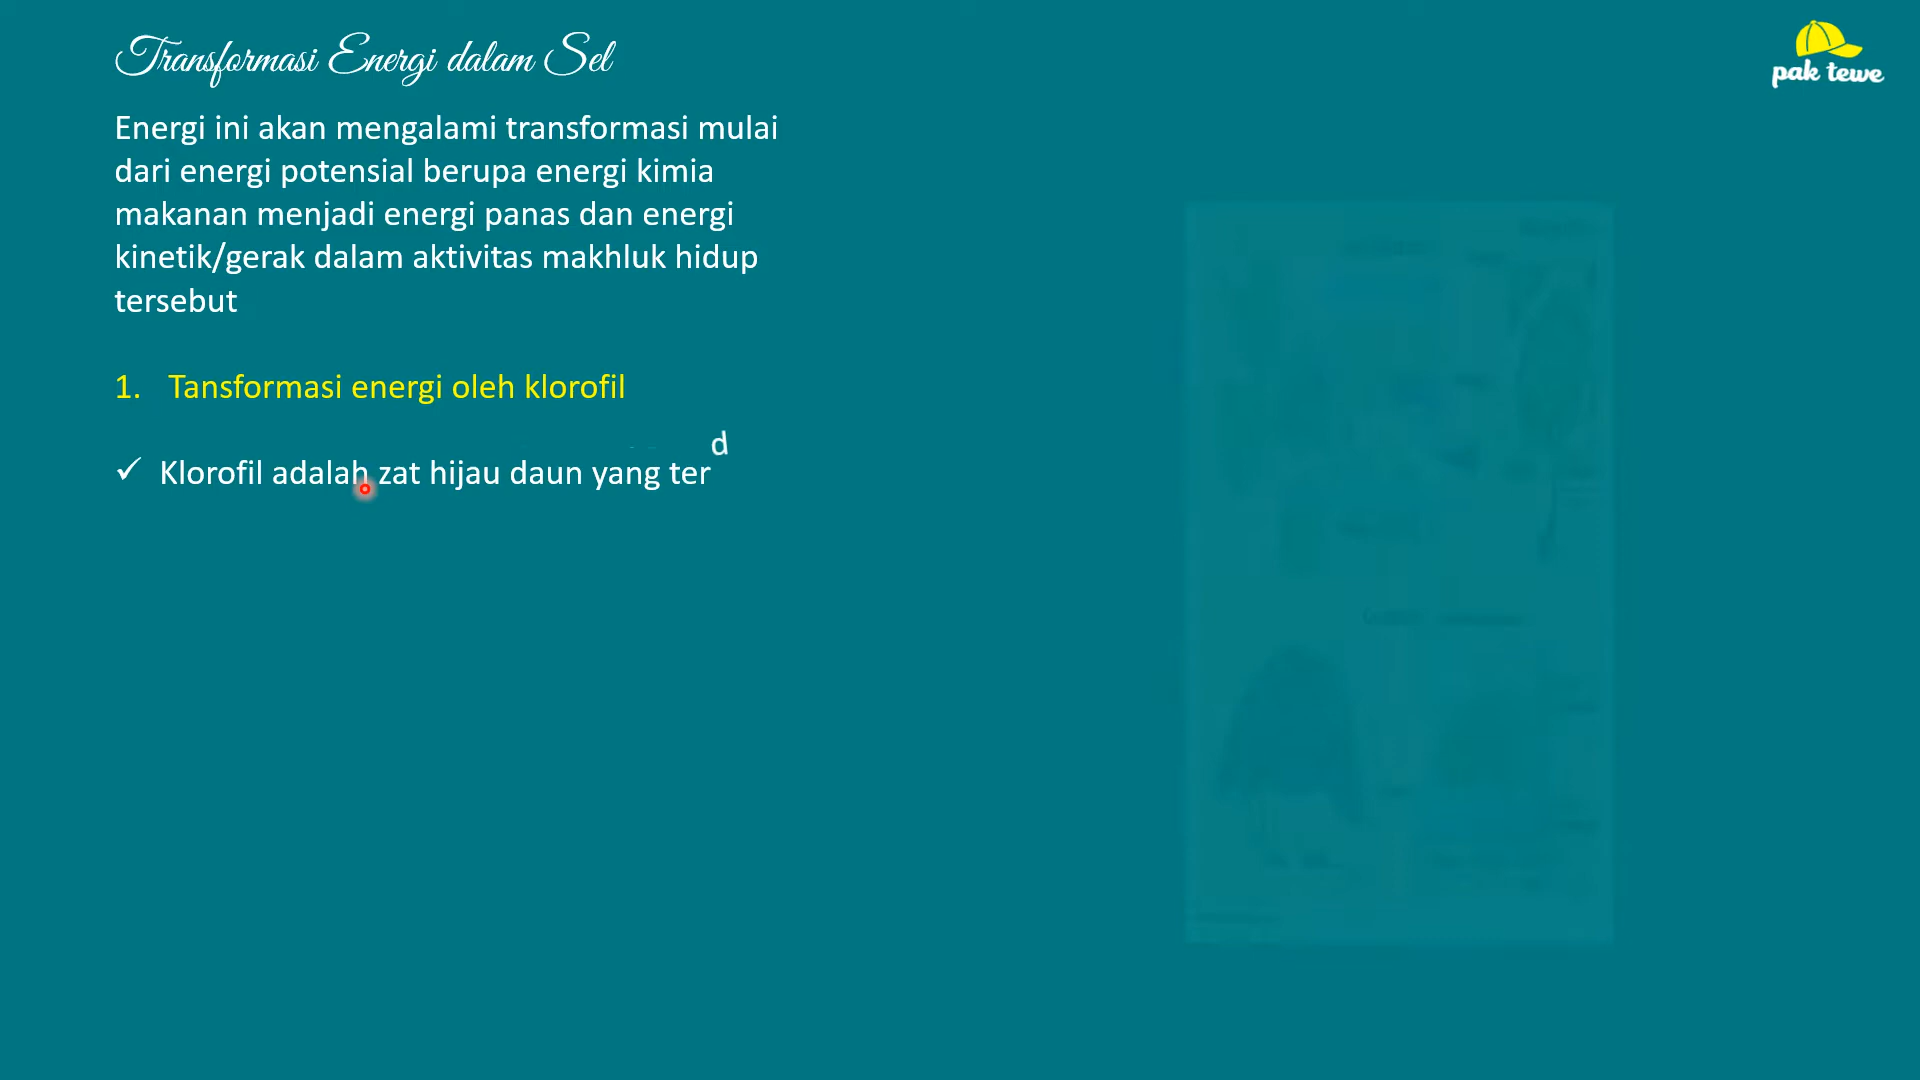 Transformasi Energi dalam Sel
pak tewe
Energi ini akan mengalami transformasi mulai
dari energi potensial berupa energi kimia
makanan menjadi energi panas dan energi
kinetik/gerak dalam aktivitas makhluk hidup
tersebut
1. Tansformasi energi oleh klorofil
✓ Klorofil adalah zat hijau daun yang terd